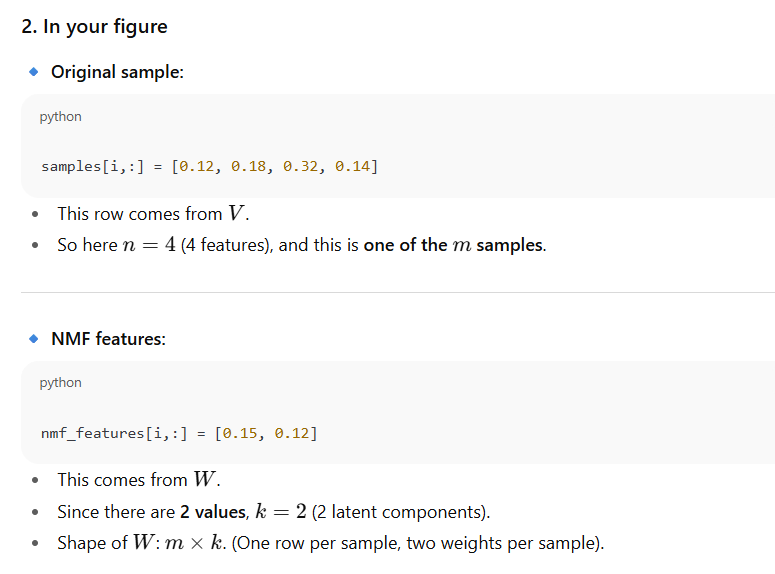 2. In your figure
Original sample:
python
samples[i,:] = [0.12, 0.18, 0.32, 0.14]
• This row comes from V.
• So here n = 4 (4 features), and this is one of the m samples.
NMF features:
python
nmf_features[i,:] = [0.15, 0.12]
• This comes from W.
• Since there are 2 values, k = 2 (2 latent components).
• Shape of W: m × k. (One row per sample, two weights per sample).